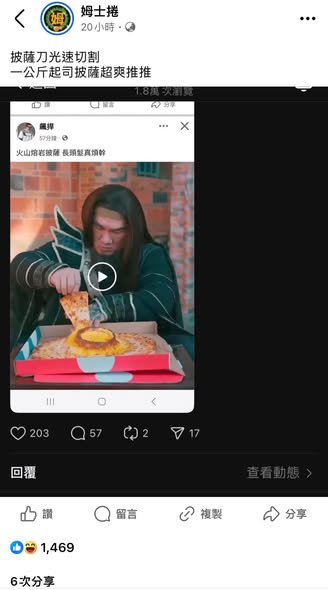 姆士捲
20小時・
披薩刀光速切割
一公斤起司披薩超爽推推
1.8萬 次瀏覽
讚 留言 分享
飆捍
57分鐘・
火山熔岩披薩 長頭髮真煩幹
203 57 2 17
回覆
查看動態
讚 留言 複製 分享
1,469
6次分享